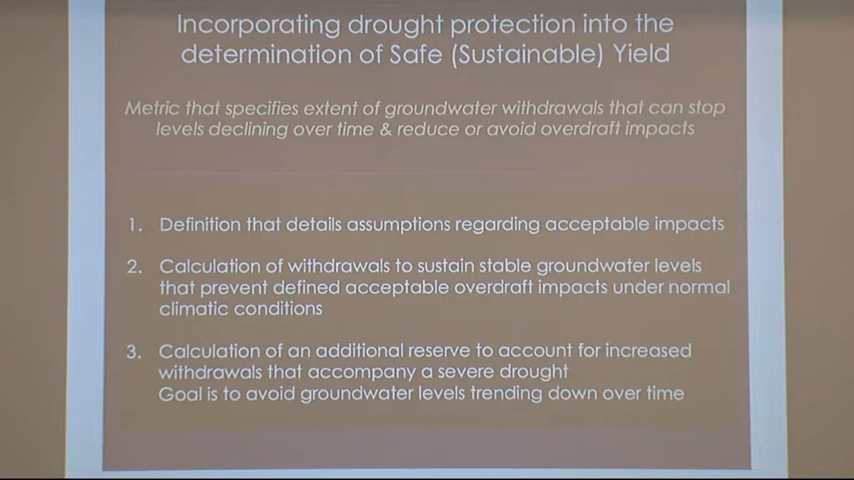 Incorporating drought protection into the
determination of Safe (Sustainable) Yield
Metric that specifies extent of groundwater withdrawals that can stop
levels declining over time & reduce or avoid overdraft impacts
1. Definition that details assumptions regarding acceptable impacts
2. Calculation of withdrawals to sustain stable groundwater levels
that prevent defined acceptable overdraft impacts under normal
climatic conditions
3. Calculation of an additional reserve to account for increased
withdrawals that accompany a severe drought
Goal is to avoid groundwater levels trending down over time